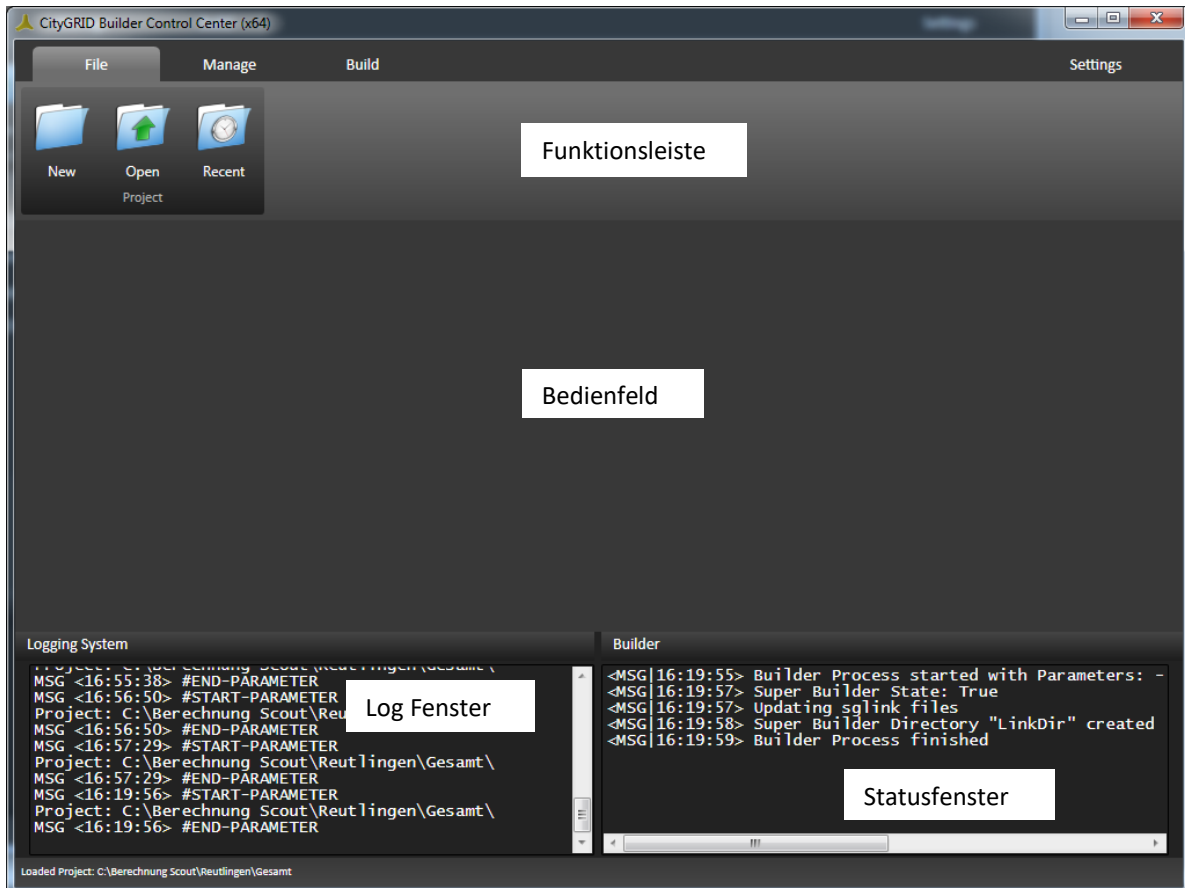 CityGRID Builder Control Center (x64)
Settings
File Manage Build Settings
New Open Recent
Project
Funktionsleiste
Bedienfeld
Logging System
Project: C:\Berechnung Scout\Reutlingen\Gesamt\
MSG <16:55:38> #END-PARAMETER
MSG <16:56:50> #START-PARAMETER
Project: C:\Berechnung Scout\Reu
MSG <16:56:50> #END-PARAMETER
MSG <16:57:29> #START-PARAMETER
Project: C:\Berechnung Scout\Reutlingen\Gesamt\
MSG <16:57:29> #END-PARAMETER
MSG <16:19:56> #START-PARAMETER
Project: C:\Berechnung Scout\Reutlingen\Gesamt\
MSG <16:19:56> #END-PARAMETER
Log Fenster
Builder
<MSG|16:19:55> Builder Process started with Parameters: -
<MSG|16:19:57> Super Builder State: True
<MSG|16:19:57> Updating sglink files
<MSG|16:19:58> Super Builder Directory "LinkDir" created
<MSG|16:19:59> Builder Process finished
Statusfenster
Loaded Project: C:\Berechnung Scout\Reutlingen\Gesamt